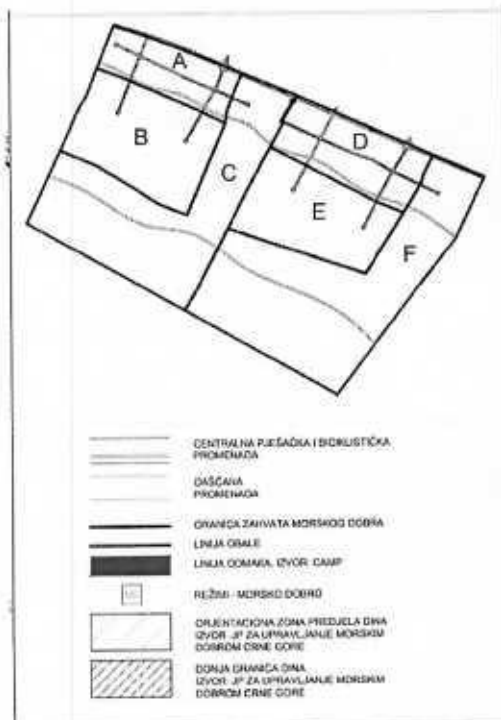 A
B
C
D
E
F
CENTRALNA PJEŠAČKA I BICIKLISTIČKA
PROMENADA
DAŠČANA
PROMENADA
GRANICA ZAHVATA MORSKOG DOBRA
LINIJA OBALE
LINIJA ODMAKA, IZVOR: CAMP
REŽIMI - MORSKO DOBRO
ORJENTACIONA ZONA PREDJELA DINA
IZVOR: JP ZA UPRAVLJANJE MORSKIM
DOBROM CRNE GORE
DONJA GRANICA DINA
IZVOR: JP ZA UPRAVLJANJE MORSKIM
DOBROM CRNE GORE